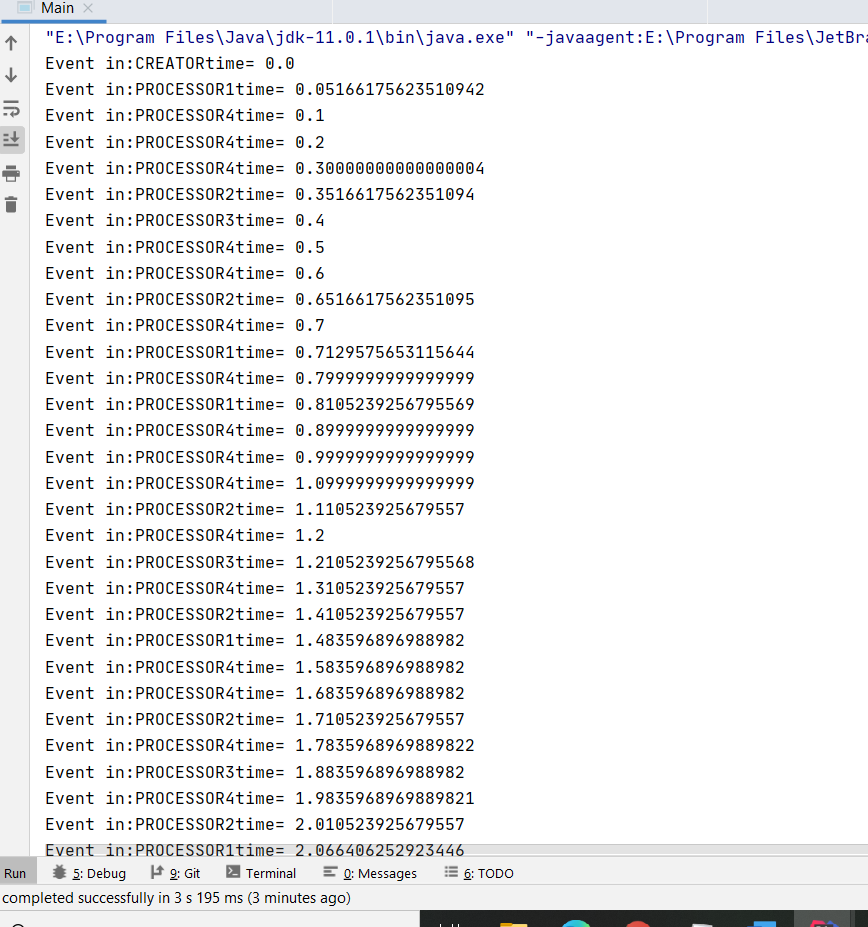 Main
"E:\Program Files\Java\jdk-11.0.1\bin\java.exe" "-javaagent:E:\Program Files\JetBra
Event in:CREATORtime= 0.0
Event in:PROCESSOR1time= 0.05166175623510942
Event in:PROCESSOR4time= 0.1
Event in:PROCESSOR4time= 0.2
Event in:PROCESSOR4time= 0.30000000000000004
Event in:PROCESSOR2time= 0.3516617562351094
Event in:PROCESSOR3time= 0.4
Event in:PROCESSOR4time= 0.5
Event in:PROCESSOR4time= 0.6
Event in:PROCESSOR2time= 0.6516617562351095
Event in:PROCESSOR4time= 0.7
Event in:PROCESSOR1time= 0.7129575653115644
Event in:PROCESSOR4time= 0.7999999999999999
Event in:PROCESSOR1time= 0.8105239256795569
Event in:PROCESSOR4time= 0.8999999999999999
Event in:PROCESSOR4time= 0.9999999999999999
Event in:PROCESSOR4time= 1.0999999999999999
Event in:PROCESSOR2time= 1.110523925679557
Event in:PROCESSOR4time= 1.2
Event in:PROCESSOR3time= 1.2105239256795568
Event in:PROCESSOR4time= 1.310523925679557
Event in:PROCESSOR2time= 1.410523925679557
Event in:PROCESSOR1time= 1.483596896988982
Event in:PROCESSOR4time= 1.583596896988982
Event in:PROCESSOR4time= 1.683596896988982
Event in:PROCESSOR2time= 1.710523925679557
Event in:PROCESSOR4time= 1.7835968969889822
Event in:PROCESSOR3time= 1.883596896988982
Event in:PROCESSOR4time= 1.9835968969889821
Event in:PROCESSOR2time= 2.010523925679557
Event in:PROCESSOR1time= 2.066406252923446
Run 5: Debug 9: Git Terminal 0: Messages 6: TODO
completed successfully in 3 s 195 ms (3 minutes ago)